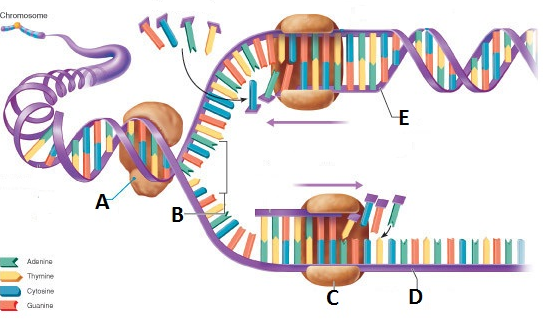 Chromosome
E
A
B
C
D
Adenine
Thymine
Cytosine
Guanine